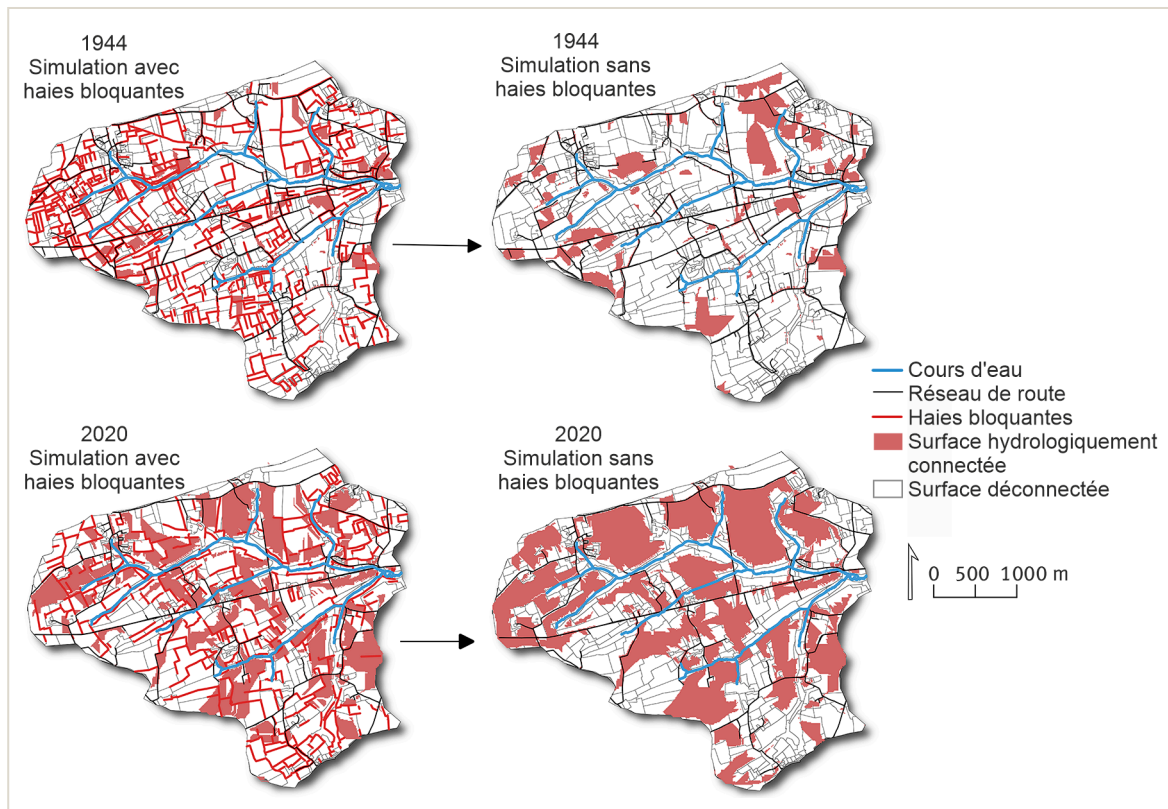 1944
Simulation avec
haies bloquantes
1944
Simulation sans
haies bloquantes
Cours d'eau
Réseau de route
Haies bloquantes
Surface hydrologiquement
connectée
Surface déconnectée
0 500 1000 m
2020
Simulation avec
haies bloquantes
2020
Simulation sans
haies bloquantes